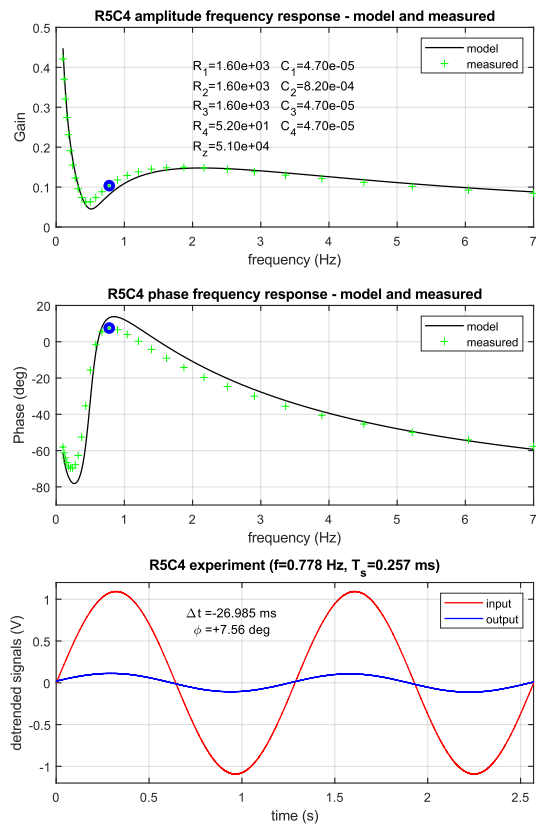 R5C4 amplitude frequency response - model and measured
0.5
0.4
0.3
0.2
0.1
0
Gain
R1=1.60e+03 C1=4.70e-05
R2=1.60e+03 C2=8.20e-04
R3=1.60e+03 C3=4.70e-05
R4=5.20e+01 C4=4.70e-05
Rz=5.10e+04
model
measured
0 1 2 3 4 5 6 7
frequency (Hz)
R5C4 phase frequency response - model and measured
20
0
-20
-40
-60
-80
Phase (deg)
model
measured
0 1 2 3 4 5 6 7
frequency (Hz)
R5C4 experiment (f=0.778 Hz, Ts=0.257 ms)
1
0.5
0
-0.5
-1
detrended signals (V)
Δt =-26.985 ms
ϕ =+7.56 deg
input
output
0 0.5 1 1.5 2 2.5
time (s)